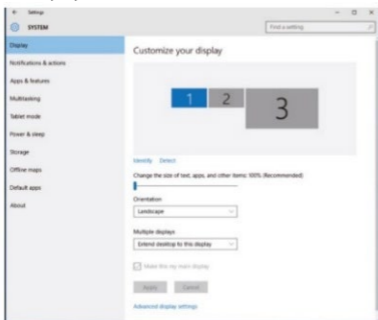 Settings
SYSTEM
Find a setting
Display
Customize your display
Notifications & actions
Apps & features
Multitasking
Tablet mode
Power & sleep
Storage
Offline maps
Default apps
About
1 2 3
Identify Detect
Change the size of text, apps, and other items: 100% (Recommended)
Orientation
Landscape
Multiple displays
Extend desktop to this display
Make this my main display
Apply Cancel
Advanced display settings